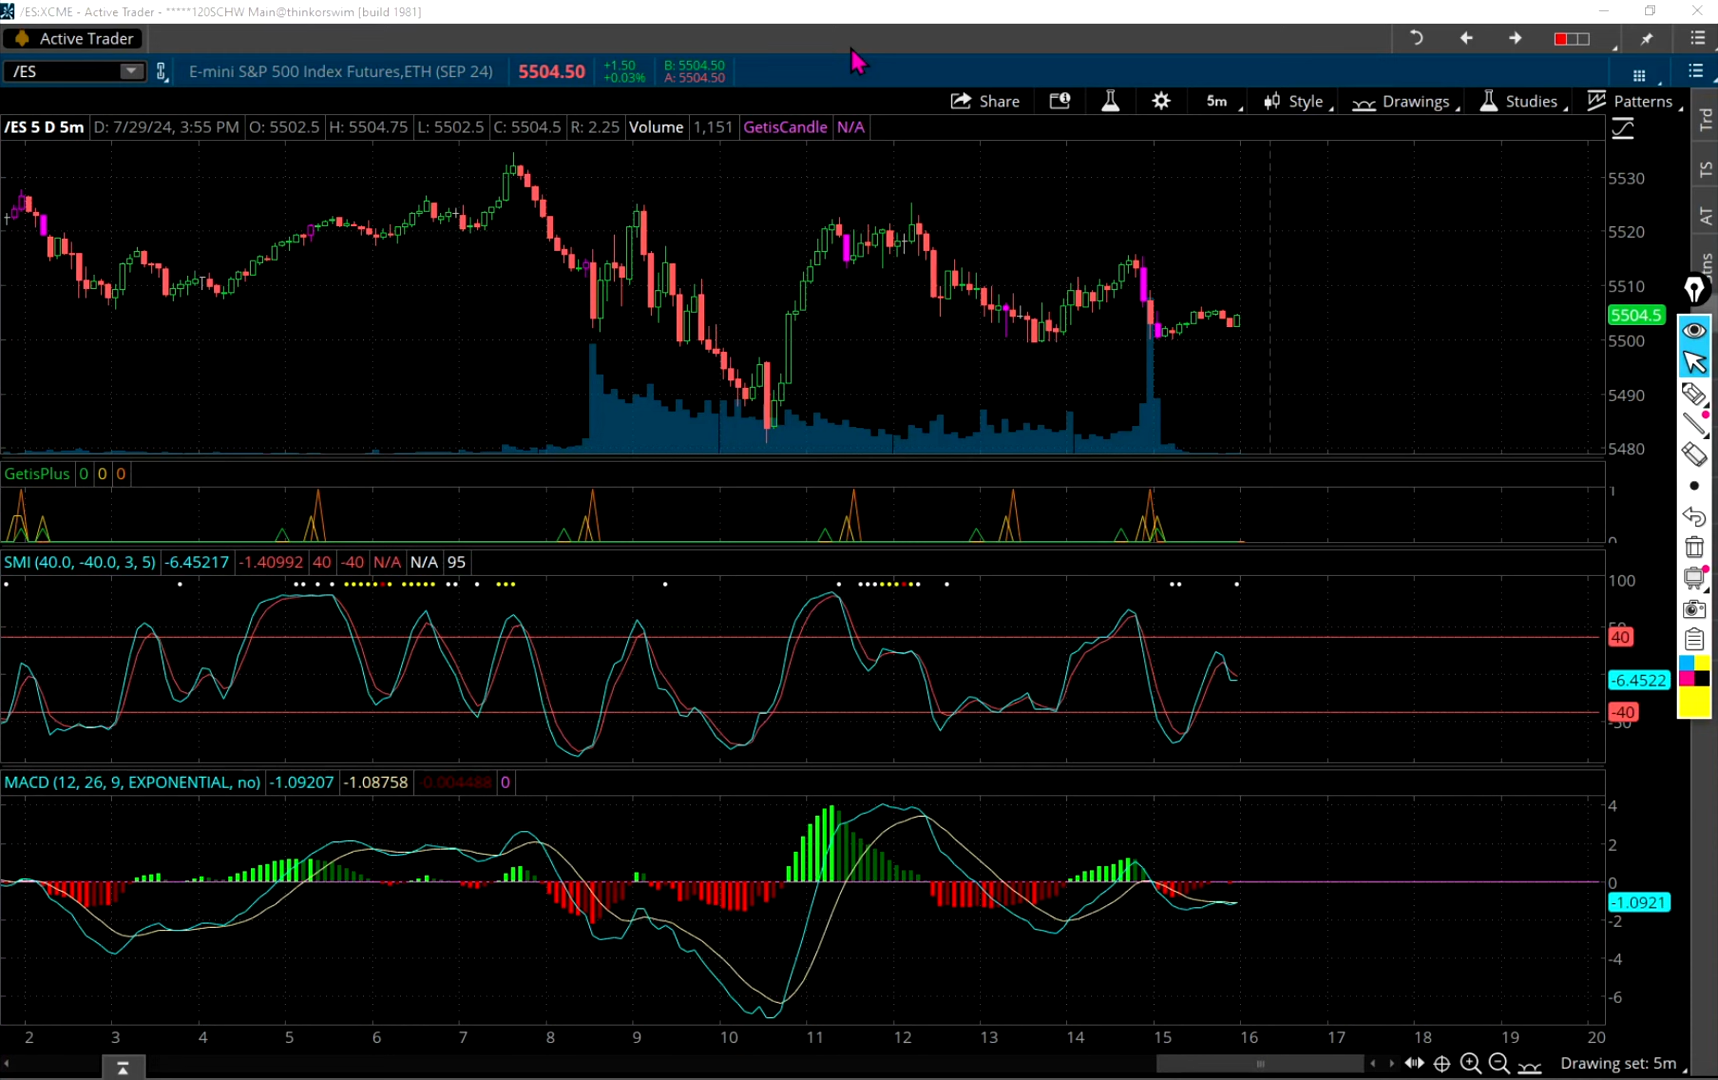 /ES:XCME - Active Trader - *****120SCHW Main@thinkorswim [build 1981]
Active Trader
/ES E-mini S&P 500 Index Futures,ETH (SEP 24) 5504.50 +1.50 +0.03% B: 5504.50 A: 5504.50
Share 5m Style Drawings Studies Patterns
/ES 5 D 5m D: 7/29/24, 3:55 PM O: 5502.5 H: 5504.75 L: 5502.5 C: 5504.5 R: 2.25 Volume 1,151 GetisCandle N/A
Trd
TS
AT
5530
5520
5510
5504.5
5500
5490
5480
GetisPlus 0 0 0
1
0
SMI (40.0, -40.0, 3, 5) -6.45217 -1.40992 40 -40 N/A N/A 95
100
40
-6.4522
-40
MACD (12, 26, 9, EXPONENTIAL, no) -1.09207 -1.08758 -0.004488 0
4
2
0
-1.0921
-2
-4
-6
2 3 4 5 6 7 8 9 10 11 12 13 14 15 16 17 18 19 20
Drawing set: 5m